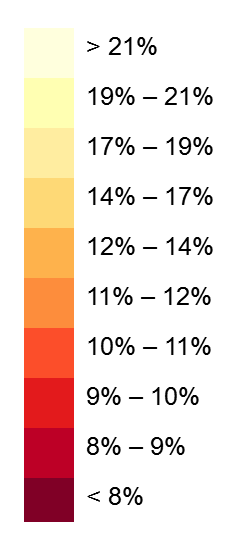 > 21%
19% – 21%
17% – 19%
14% – 17%
12% – 14%
11% – 12%
10% – 11%
9% – 10%
8% – 9%
< 8%